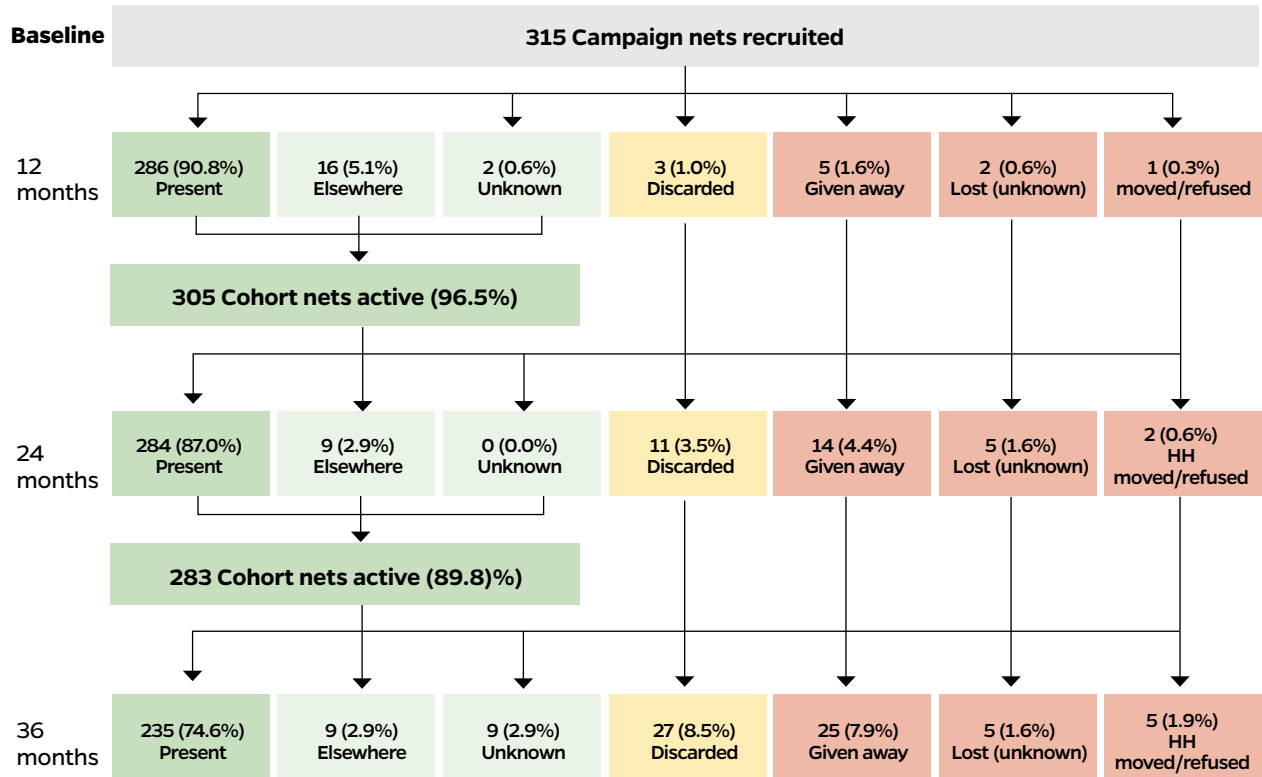 Baseline
315 Campaign nets recruited
12
months
286 (90.8%)
Present
16 (5.1%)
Elsewhere
2 (0.6%)
Unknown
3 (1.0%)
Discarded
5 (1.6%)
Given away
2 (0.6%)
Lost (unknown)
1 (0.3%)
moved/refused
305 Cohort nets active (96.5%)
24
months
284 (87.0%)
Present
9 (2.9%)
Elsewhere
0 (0.0%)
Unknown
11 (3.5%)
Discarded
14 (4.4%)
Given away
5 (1.6%)
Lost (unknown)
2 (0.6%)
HH
moved/refused
283 Cohort nets active (89.8)%)
36
months
235 (74.6%)
Present
9 (2.9%)
Elsewhere
9 (2.9%)
Unknown
27 (8.5%)
Discarded
25 (7.9%)
Given away
5 (1.6%)
Lost (unknown)
5 (1.9%)
HH
moved/refused